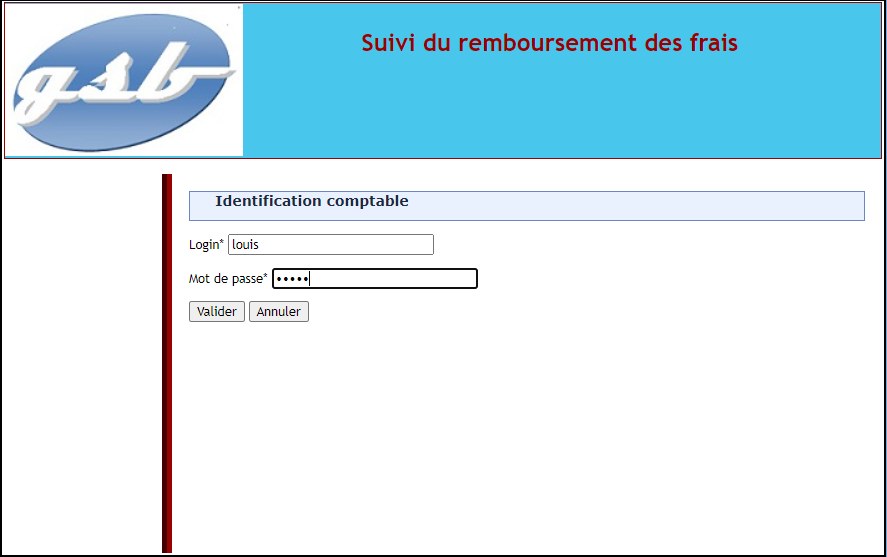 gsb
Suivi du remboursement des frais
Identification comptable
Login* louis
Mot de passe* •••••
Valider Annuler